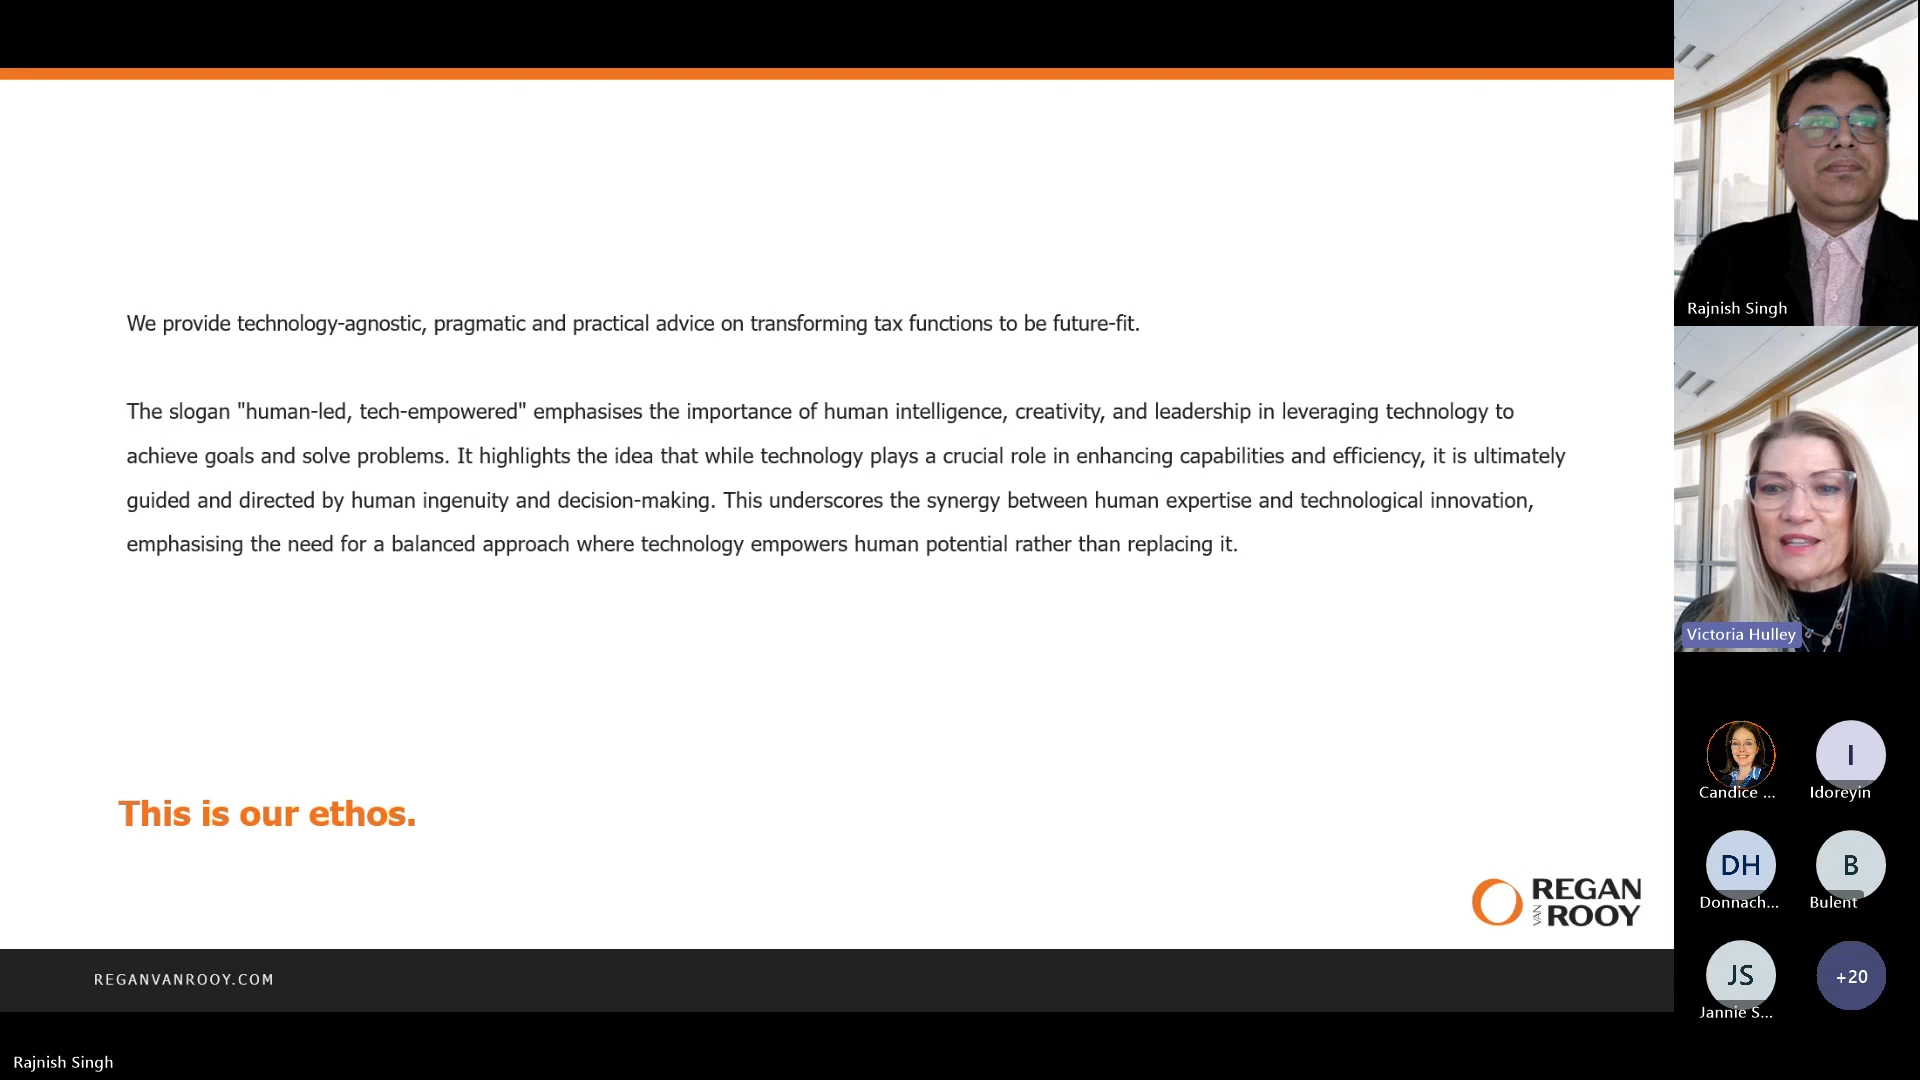 We provide technology-agnostic, pragmatic and practical advice on transforming tax functions to be future-fit.
The slogan "human-led, tech-empowered" emphasises the importance of human intelligence, creativity, and leadership in leveraging technology to
achieve goals and solve problems. It highlights the idea that while technology plays a crucial role in enhancing capabilities and efficiency, it is ultimately
guided and directed by human ingenuity and decision-making. This underscores the synergy between human expertise and technological innovation,
emphasising the need for a balanced approach where technology empowers human potential rather than replacing it.
This is our ethos.
REGAN
VAN ROOY
REGANVANROOY.COM
Rajnish Singh
Rajnish Singh
Victoria Hulley
Candice ...
I
Idoreyin
DH
Donnach...
B
Bulent
JS
Jannie S...
+20